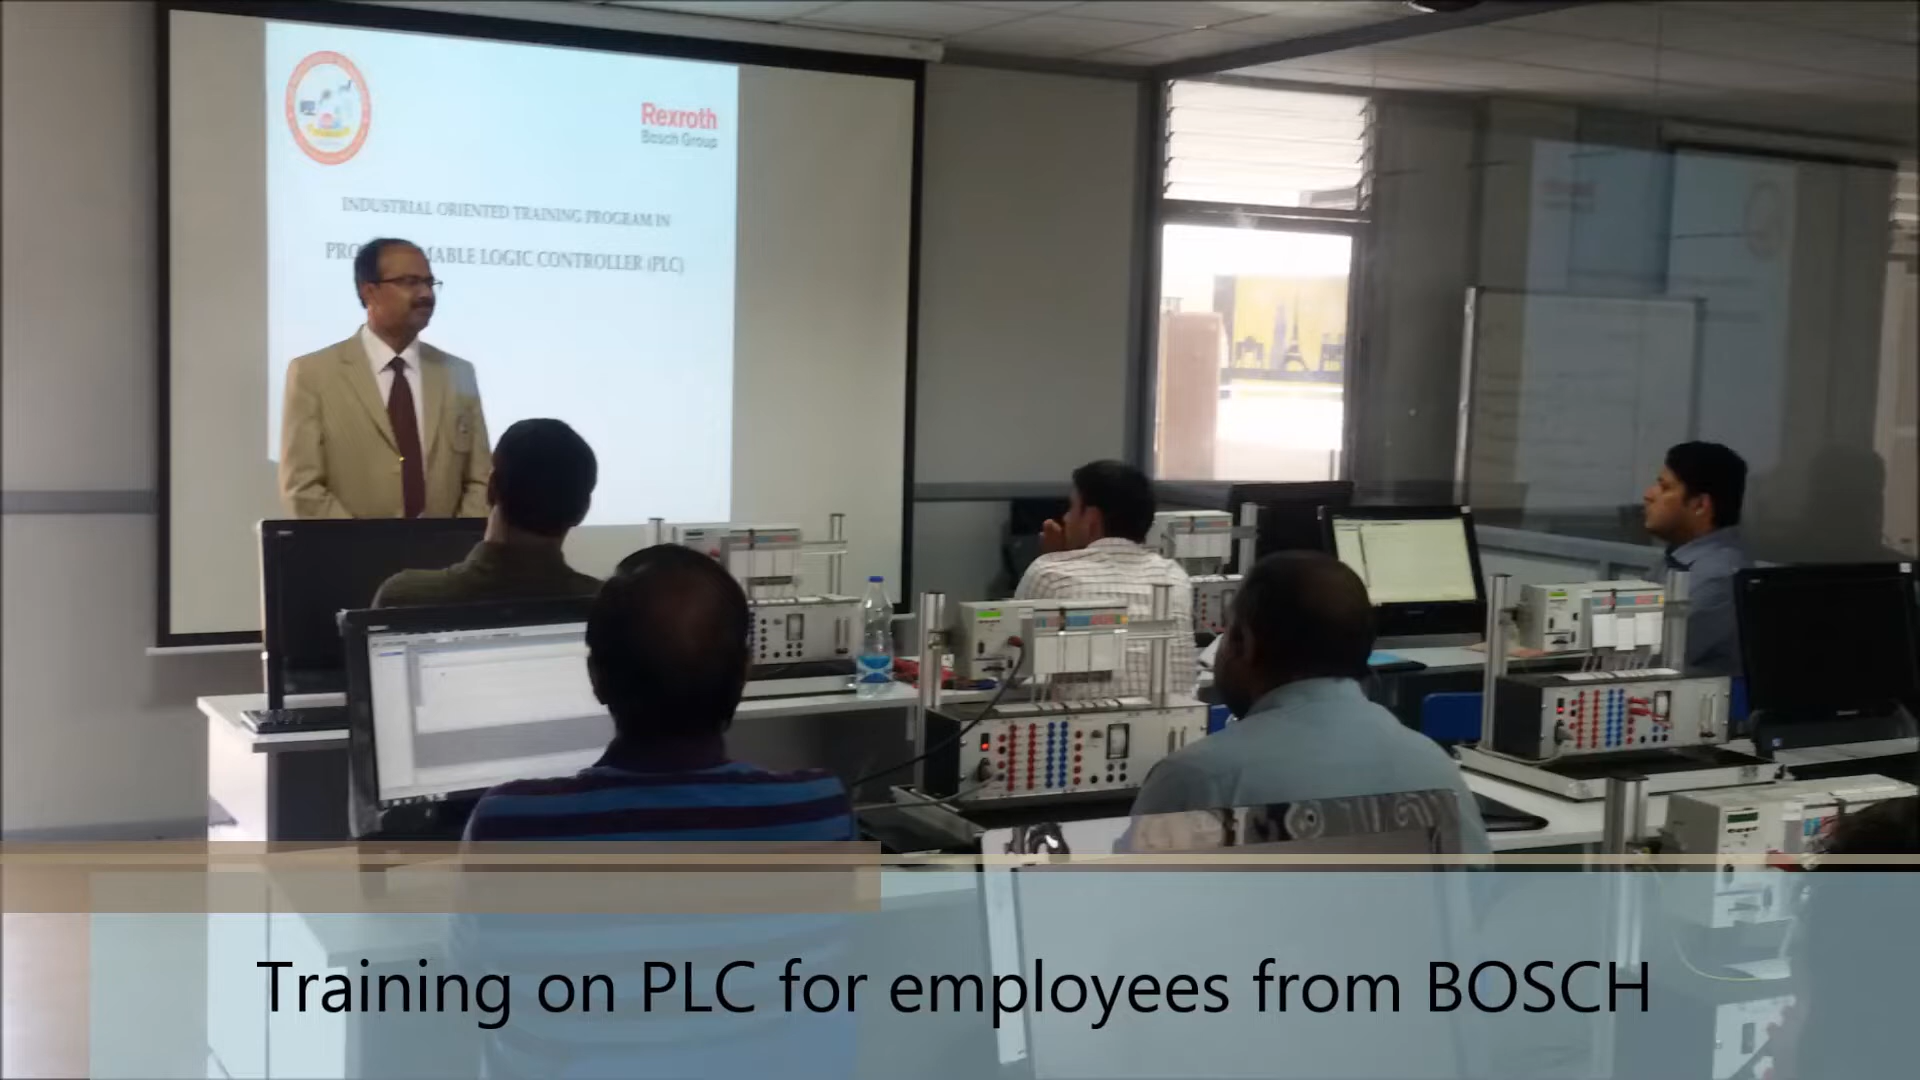 Rexroth
Bosch Group
INDUSTRIAL ORIENTED TRAINING PROGRAM IN
PRO MABLE LOGIC CONTROLLER (PLC)
Training on PLC for employees from BOSCH